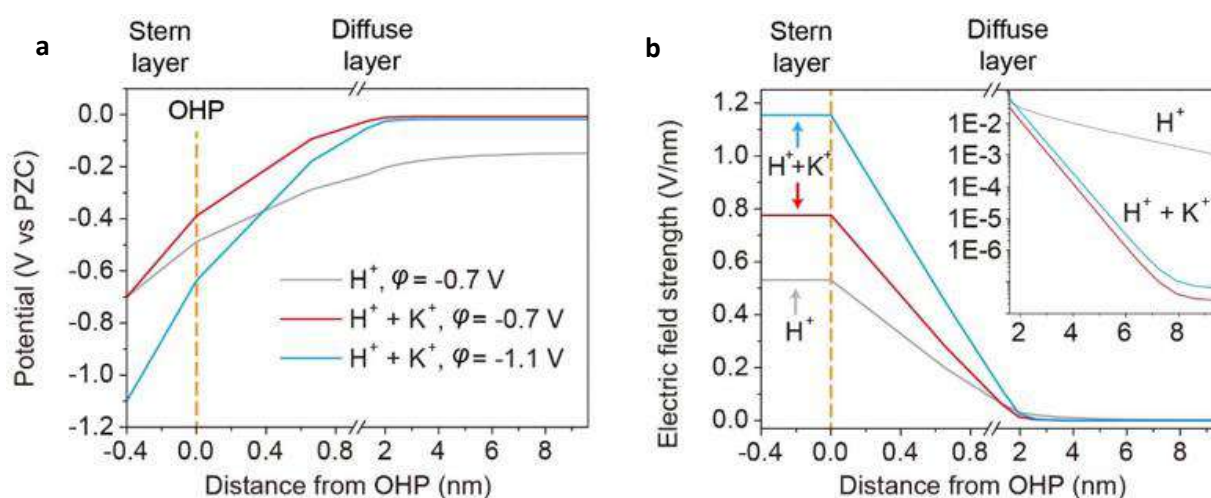 a
Stern layer
Diffuse layer
OHP
Potential (V vs PZC)
0.0
-0.2
-0.4
-0.6
-0.8
-1.0
-1.2
H⁺, φ = -0.7 V
H⁺ + K⁺, φ = -0.7 V
H⁺ + K⁺, φ = -1.1 V
-0.4 0.0 0.4 0.8 2 4 6 8
Distance from OHP (nm)
b
Stern layer
Diffuse layer
Electric field strength (V/nm)
1.2
1.0
0.8
0.6
0.4
0.2
0.0
H⁺+K⁺
H⁺
1E-2
1E-3
1E-4
1E-5
1E-6
H⁺
H⁺ + K⁺
2 4 6 8
-0.4 0.0 0.4 0.8 2 4 6 8
Distance from OHP (nm)